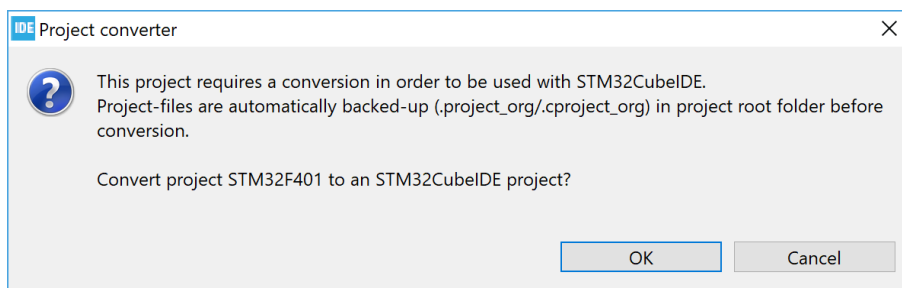 IDE Project converter
This project requires a conversion in order to be used with STM32CubeIDE.
Project-files are automatically backed-up (.project_org/.cproject_org) in project root folder before
conversion.
Convert project STM32F401 to an STM32CubeIDE project?
OK Cancel